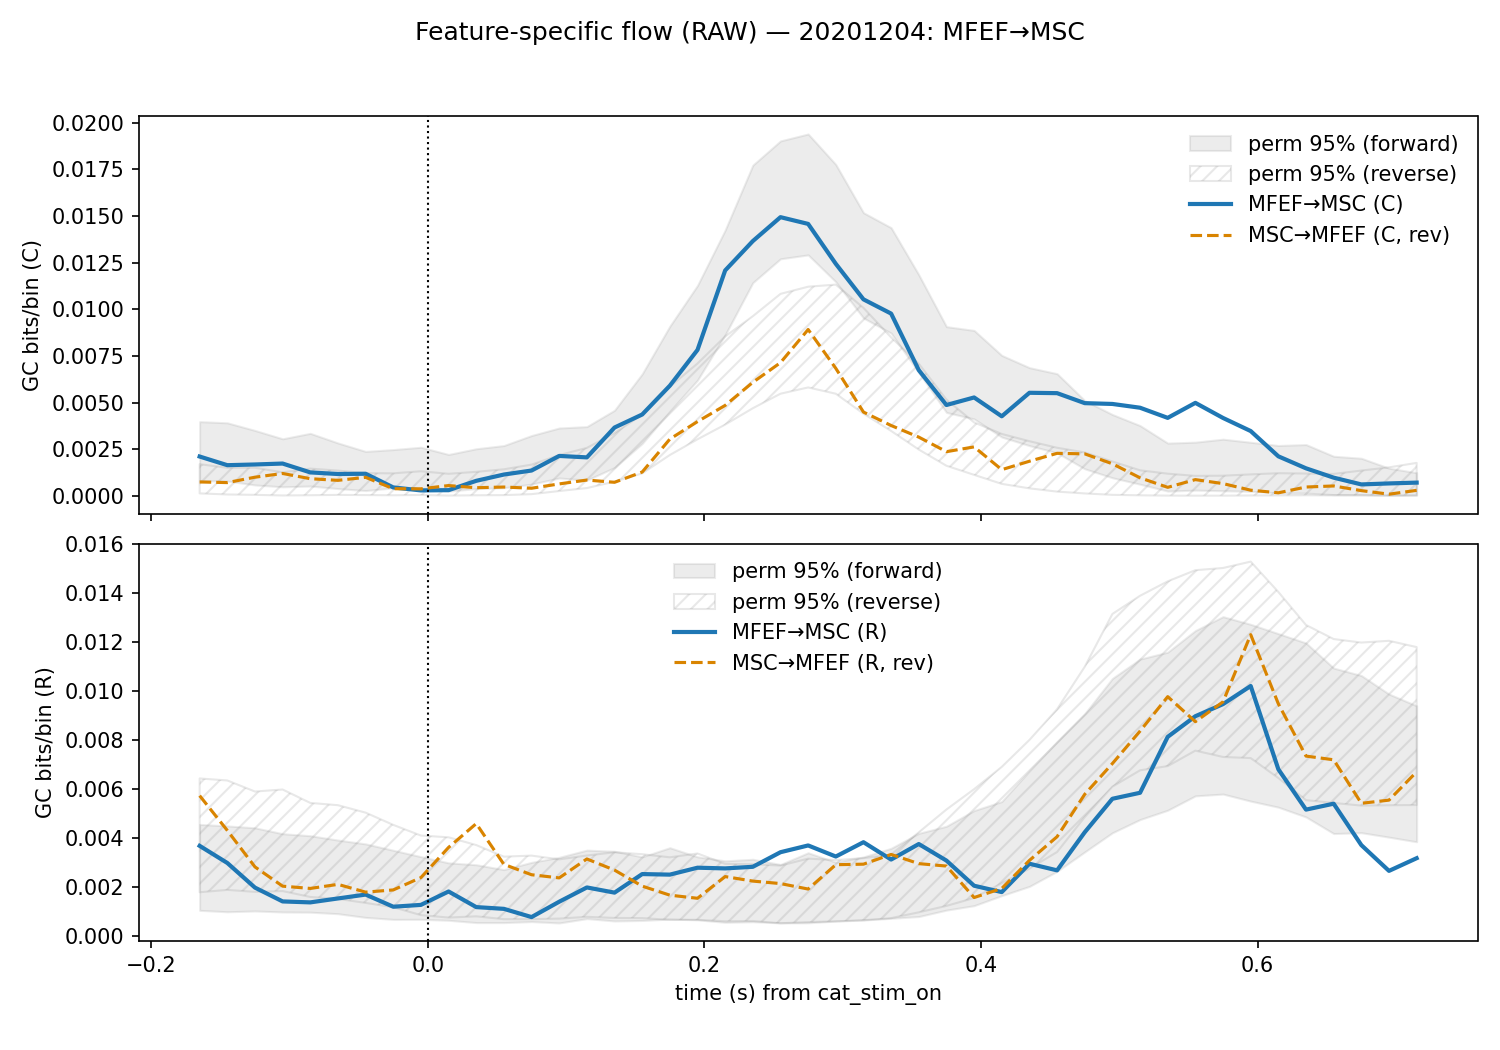 Feature-specific flow (RAW) — 20201204: MFEF→MSC
0.0200
0.0175
0.0150
0.0125
0.0100
0.0075
0.0050
0.0025
0.0000
GC bits/bin (C)
perm 95% (forward)
perm 95% (reverse)
MFEF→MSC (C)
MSC→MFEF (C, rev)
0.016
0.014
0.012
0.010
0.008
0.006
0.004
0.002
0.000
GC bits/bin (R)
perm 95% (forward)
perm 95% (reverse)
MFEF→MSC (R)
MSC→MFEF (R, rev)
−0.2
0.0
0.2
0.4
0.6
time (s) from cat_stim_on